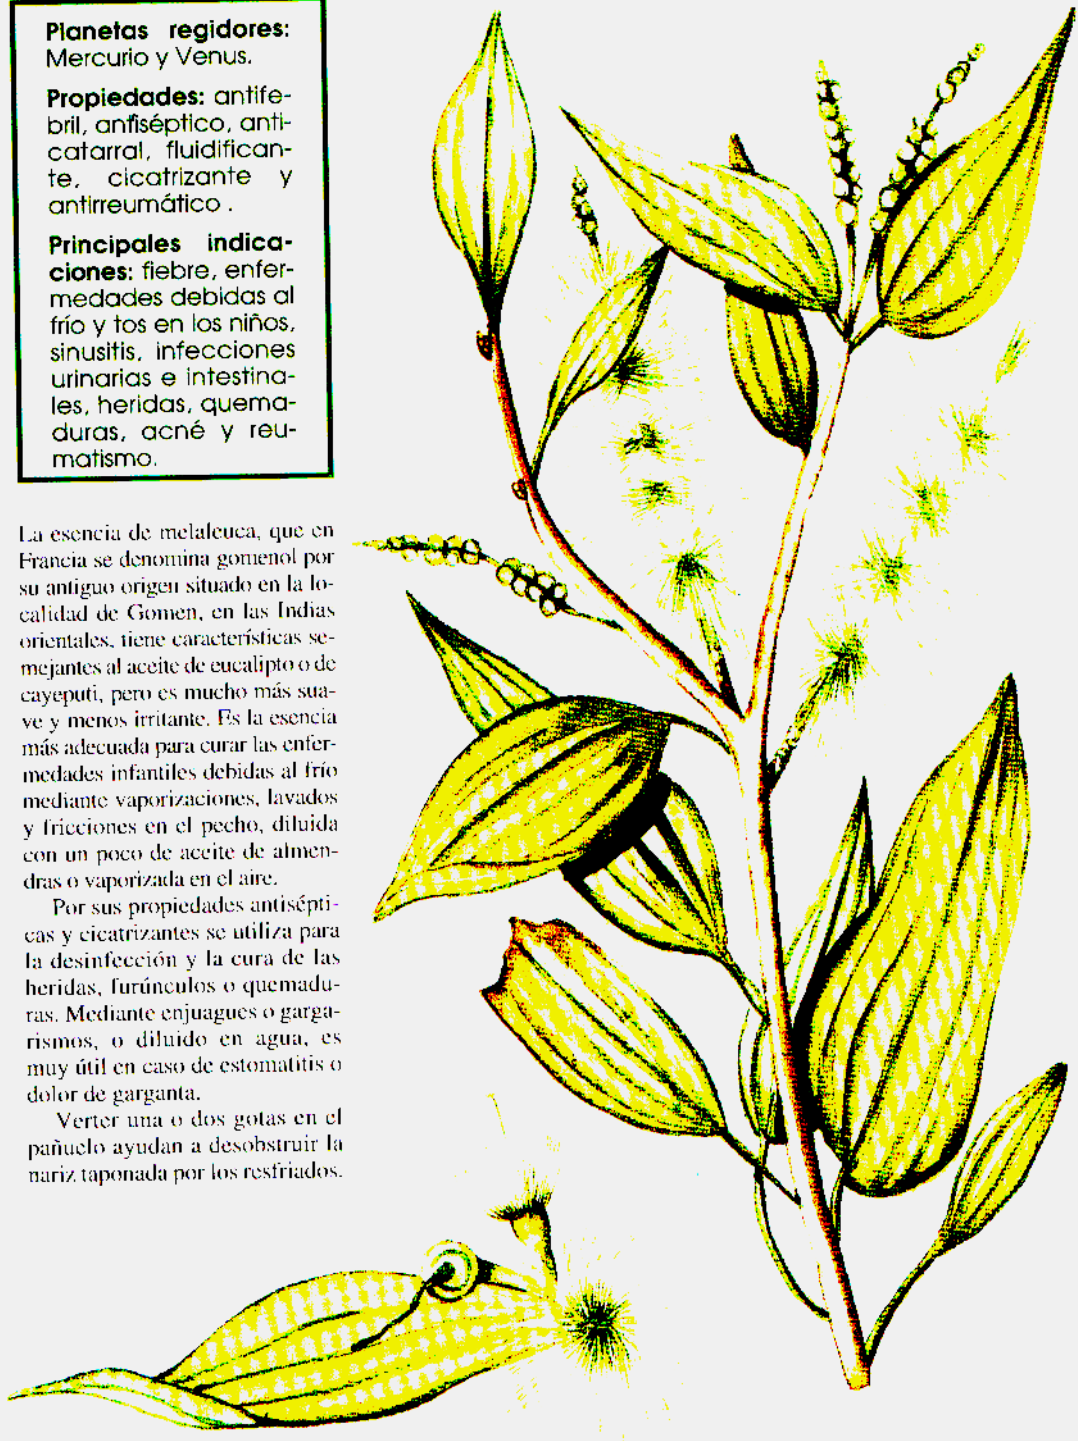 Planetas regidores:
Mercurio y Venus.
Propiedades: antife-
bril, antiséptico, anti-
catarral, fluidifican-
te, cicatrizante y
antirreumático .
Principales indica-
ciones: fiebre, enfer-
medades debidas al
frío y tos en los niños,
sinusitis, infecciones
urinarias e intestina-
les, heridas, quema-
duras, acné y reu-
matismo.
La esencia de melaleuca, que en
Francia se denomina gomenol por
su antiguo origen situado en la lo-
calidad de Gomen, en las Indias
orientales, tiene características se-
mejantes al aceite de eucalipto o de
cayeputi, pero es mucho más sua-
ve y menos irritante. Es la esencia
más adecuada para curar las enfer-
medades infantiles debidas al frío
mediante vaporizaciones, lavados
y fricciones en el pecho, diluida
con un poco de aceite de almen-
dras o vaporizada en el aire.
Por sus propiedades antisépti-
cas y cicatrizantes se utiliza para
la desinfección y la cura de las
heridas, furúnculos o quemadu-
ras. Mediante enjuagues o garga-
rismos, o diluido en agua, es
muy útil en caso de estomatitis o
dolor de garganta.
Verter una o dos gotas en el
pañuelo ayudan a desobstruir la
nariz taponada por los resfriados.